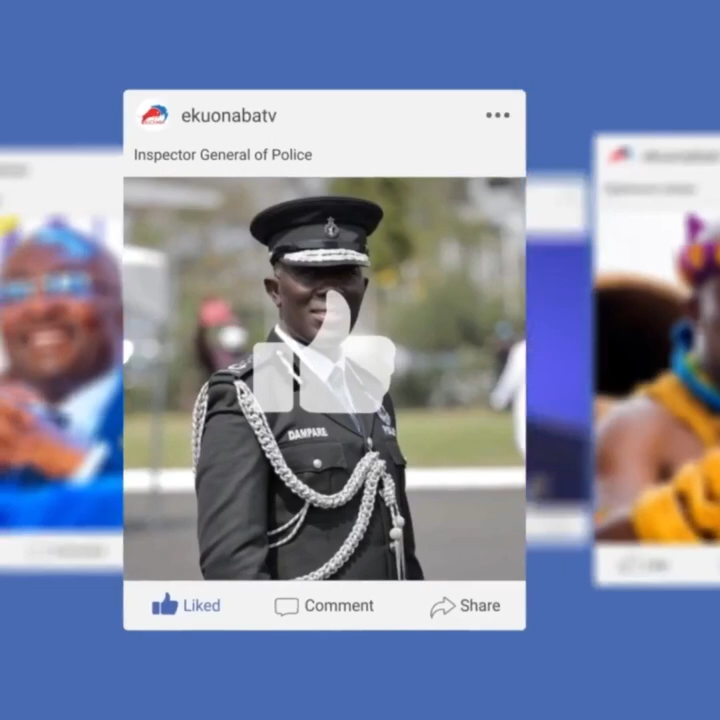 ekuonabatv
Inspector General of Police
DAMPARE
Liked
Comment
Share